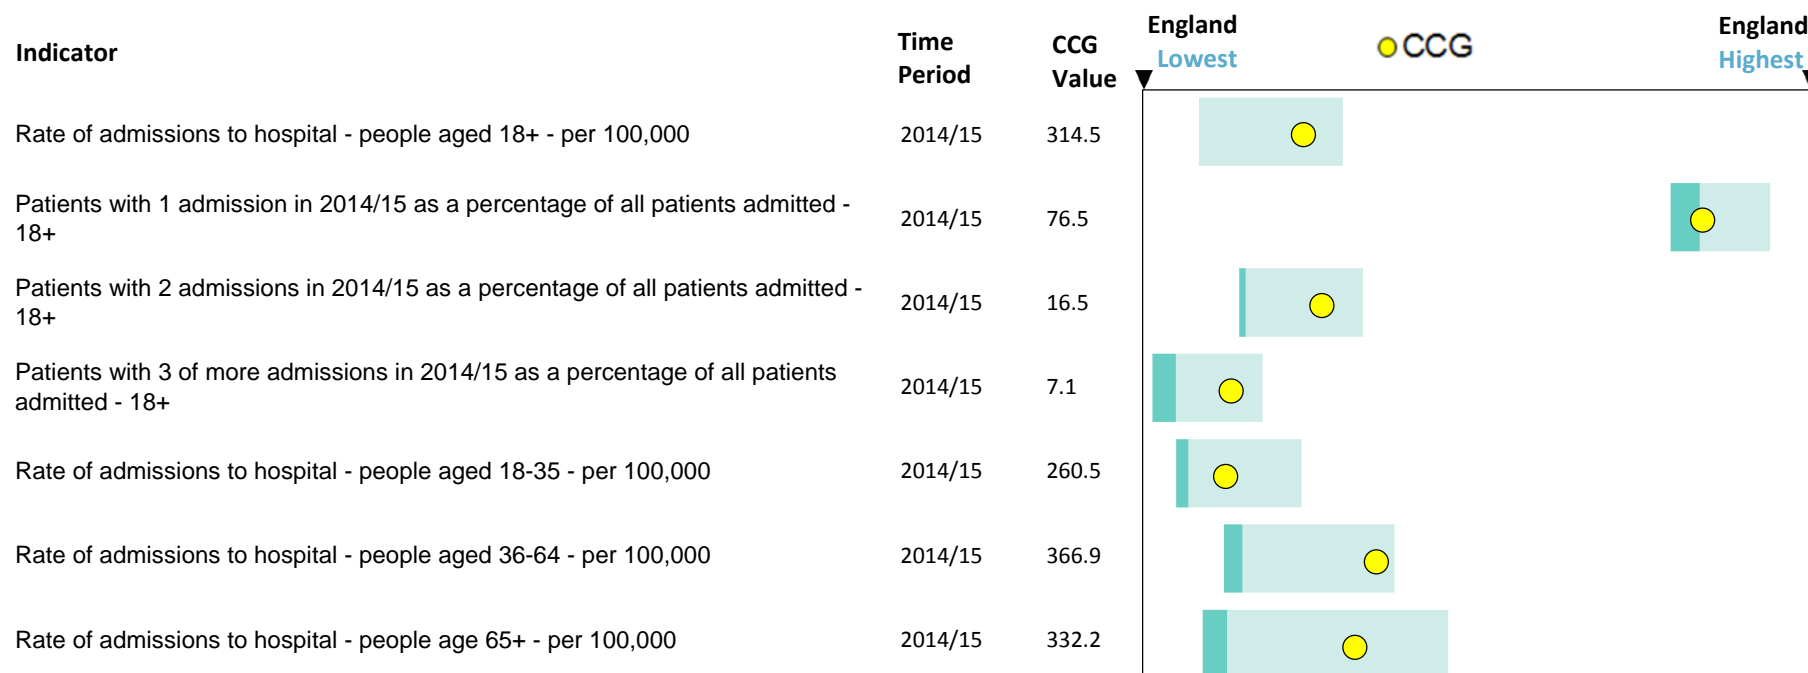 Indicator
Time Period
CCG Value
England Lowest
CCG
England Highest
Rate of admissions to hospital - people aged 18+ - per 100,000 2014/15 314.5
Patients with 1 admission in 2014/15 as a percentage of all patients admitted -
18+
2014/15 76.5
Patients with 2 admissions in 2014/15 as a percentage of all patients admitted -
18+
2014/15 16.5
Patients with 3 of more admissions in 2014/15 as a percentage of all patients
admitted - 18+
2014/15 7.1
Rate of admissions to hospital - people aged 18-35 - per 100,000 2014/15 260.5
Rate of admissions to hospital - people aged 36-64 - per 100,000 2014/15 366.9
Rate of admissions to hospital - people age 65+ - per 100,000 2014/15 332.2